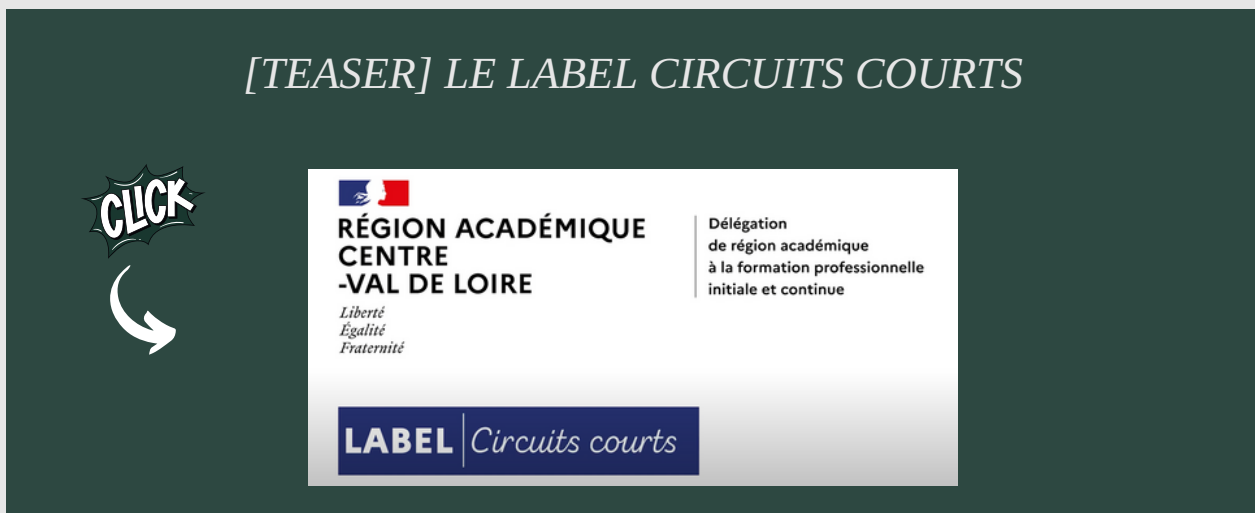 [TEASER] LE LABEL CIRCUITS COURTS
CLICK
RÉGION ACADÉMIQUE
CENTRE
-VAL DE LOIRE
Liberté
Égalité
Fraternité
Délégation
de région académique
à la formation professionnelle
initiale et continue
LABEL Circuits courts